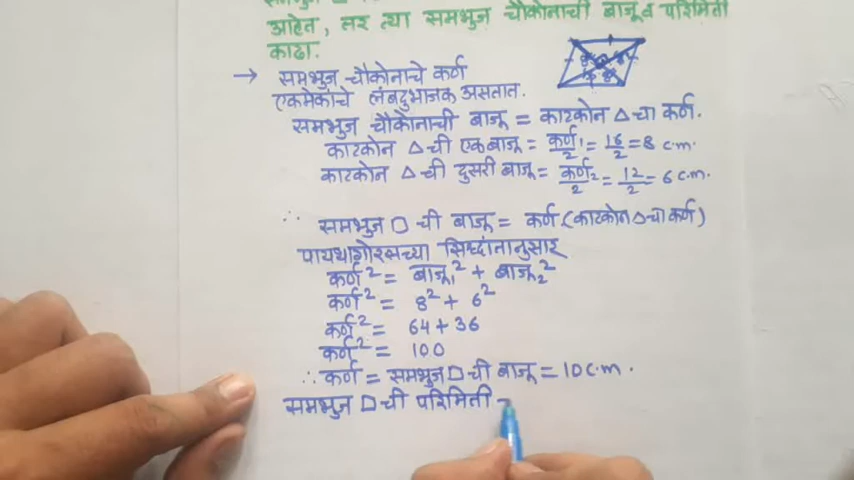 आहेत, तर त्या समभुज चौकोनाची बाजू व परिमिती
काढा.
→ समभुज चौकोनाचे कर्ण
एकमेकांचे लंबदुभाजक असतात.
समभुज चौकोनाची बाजू = काटकोन △चा कर्ण.
काटकोन △ची एक बाजू = कर्ण₁/2 = 16/2 = 8 c.m.
काटकोन △ची दुसरी बाजू = कर्ण₂/2 = 12/2 = 6 c.m.
∴ समभुज □ ची बाजू = कर्ण (काटकोन △चा कर्ण)
पायथागोरसच्या सिध्दांतानुसार
कर्ण² = बाजू₁² + बाजू₂²
कर्ण² = 8² + 6²
कर्ण² = 64 + 36
कर्ण² = 100
∴ कर्ण = समभुज □ ची बाजू = 10 c.m.
समभुज □ ची परिमिती -